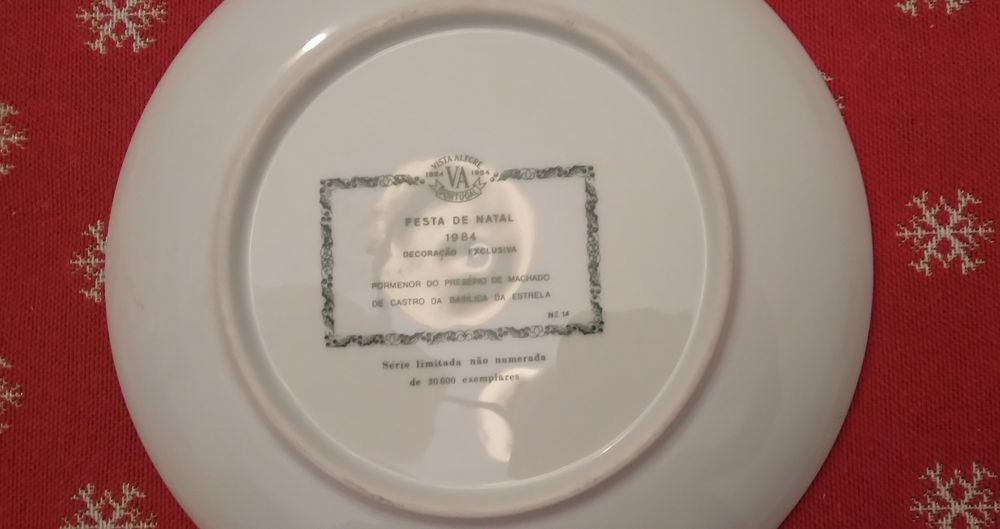 VISTA ALEGRE
1824 VA 1984
PORTUGAL
FESTA DE NATAL
1984
DECORAÇÃO EXCLUSIVA
PORMENOR DO PRESÉPIO DE MACHADO
DE CASTRO DA BASÍLICA DA ESTRELA
Nº. 14
Série limitada não numerada
de 30000 exemplares